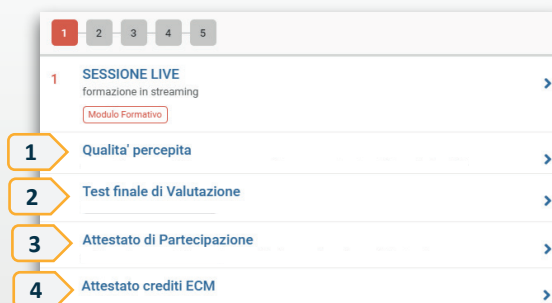 1 2 3 4 5
1 SESSIONE LIVE
formazione in streaming
Modulo Formativo
1 Qualita' percepita
2 Test finale di Valutazione
3 Attestato di Partecipazione
4 Attestato crediti ECM